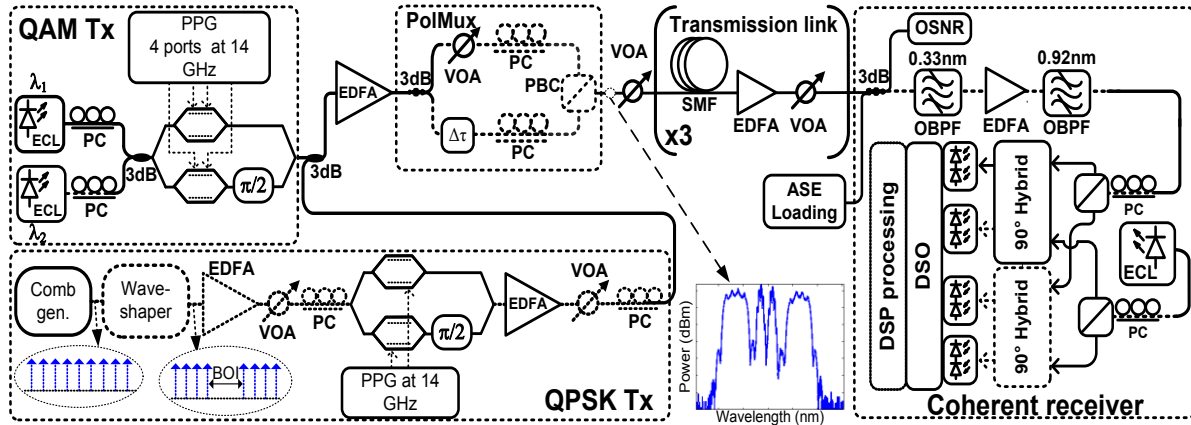 QAM Tx
PPG
4 ports at 14
GHz
λ1
ECL
PC
λ2
ECL
PC
3dB
π/2
3dB
EDFA
PolMux
3dB
VOA
PC
PBC
Δτ
PC
VOA
Transmission link
SMF
EDFA
VOA
x3
ASE
Loading
OSNR
3dB
0.33nm
OBPF
EDFA
0.92nm
OBPF
DSP processing
DSO
90° Hybrid
90° Hybrid
PC
ECL
PC
Coherent receiver
Comb
gen.
Wave-
shaper
EDFA
VOA
PC
π/2
EDFA
VOA
PC
BOI
PPG at 14
GHz
QPSK Tx
Power (dBm)
Wavelength (nm)